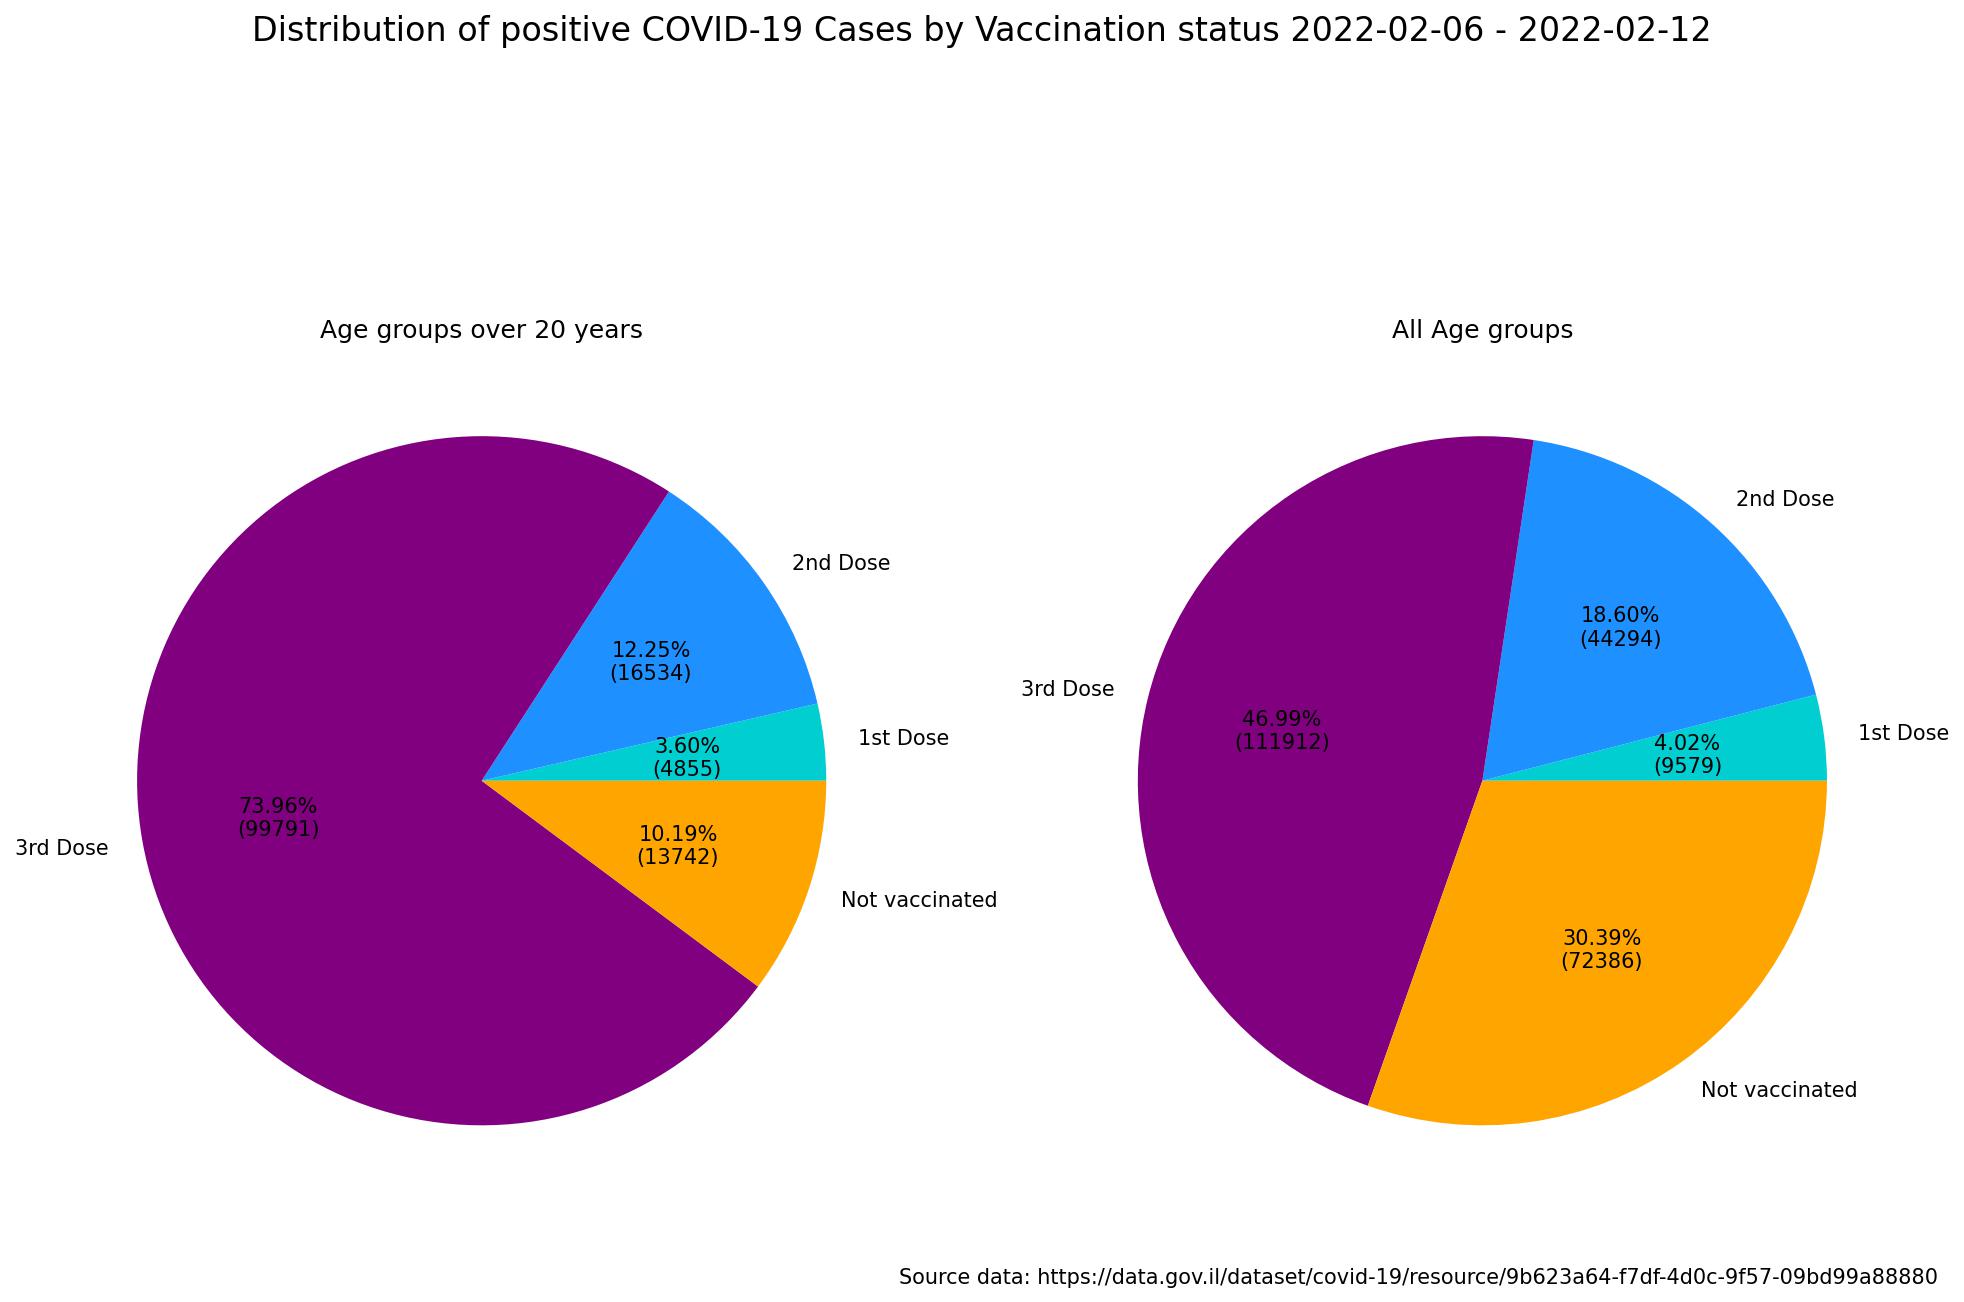 Distribution of positive COVID-19 Cases by Vaccination status 2022-02-06 - 2022-02-12
Age groups over 20 years
2nd Dose
12.25%
(16534)
1st Dose
3.60%
(4855)
73.96%
(99791)
3rd Dose
10.19%
(13742)
Not vaccinated
All Age groups
2nd Dose
18.60%
(44294)
3rd Dose
46.99%
(111912)
1st Dose
4.02%
(9579)
30.39%
(72386)
Not vaccinated
Source data: https://data.gov.il/dataset/covid-19/resource/9b623a64-f7df-4d0c-9f57-09bd99a88880